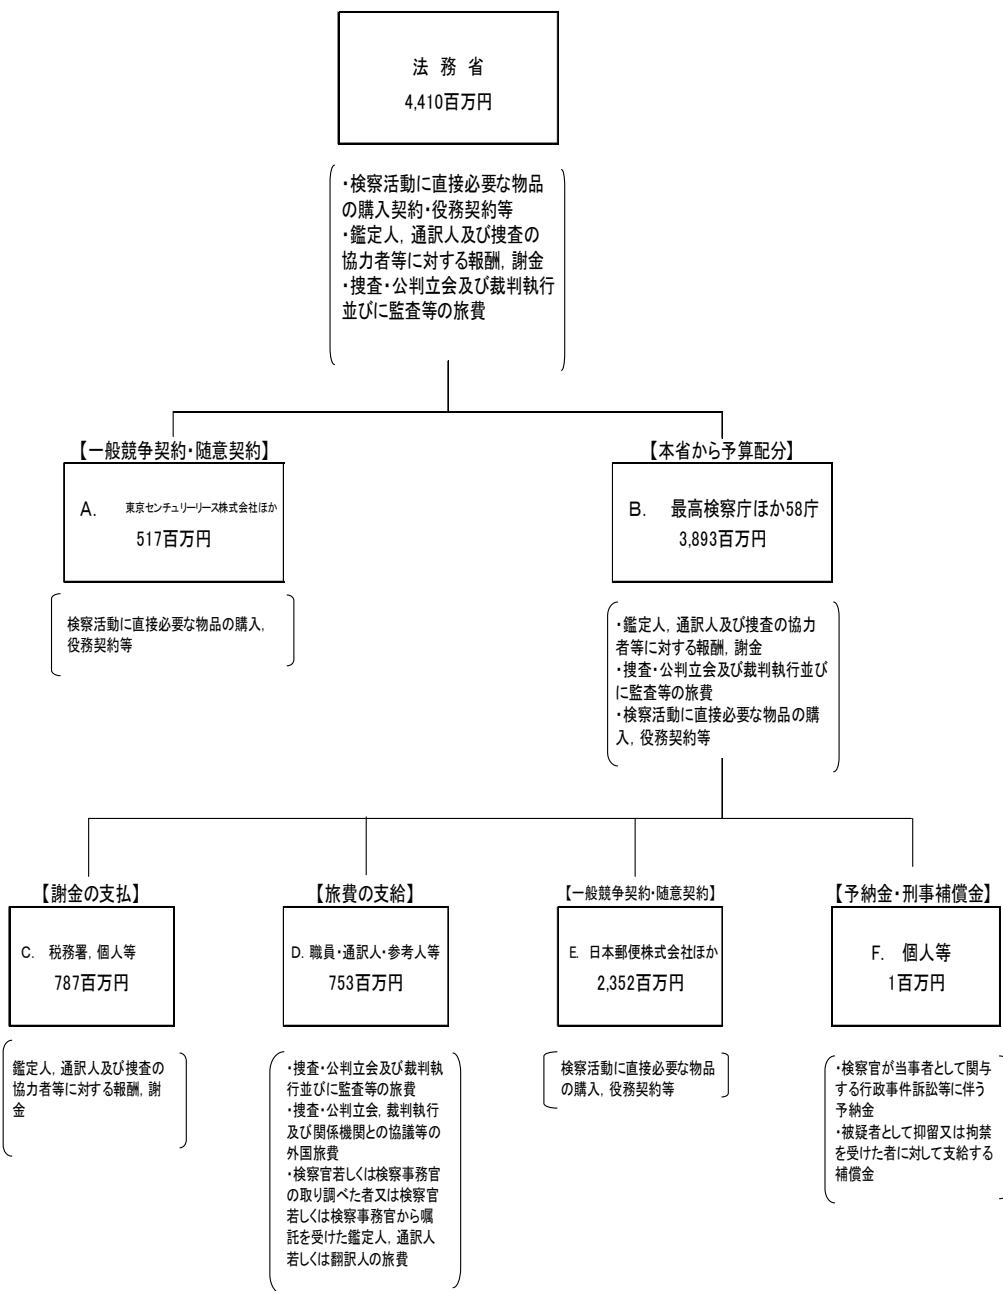 法 務 省
4,410百万円
・検察活動に直接必要な物品
の購入契約・役務契約等
・鑑定人, 通訳人及び捜査の
協力者等に対する報酬, 謝金
・捜査・公判立会及び裁判執行
並びに監査等の旅費
【一般競争契約・随意契約】
A. 東京センチュリーリース株式会社ほか
517百万円
検察活動に直接必要な物品の購入,
役務契約等
【本省から予算配分】
B. 最高検察庁ほか58庁
3,893百万円
・鑑定人, 通訳人及び捜査の協力
者等に対する報酬, 謝金
・捜査・公判立会及び裁判執行並び
に監査等の旅費
・検察活動に直接必要な物品の購
入, 役務契約等
【謝金の支払】
C. 税務署, 個人等
787百万円
鑑定人, 通訳人及び捜査の
協力者等に対する報酬, 謝
金
【旅費の支給】
D. 職員・通訳人・参考人等
753百万円
・捜査・公判立会及び裁判執
行並びに監査等の旅費
・捜査・公判立会, 裁判執行
及び関係機関との協議等の
外国旅費
・検察官若しくは検察事務官
の取り調べた者又は検察官
若しくは検察事務官から嘱
託を受けた鑑定人, 通訳人
若しくは翻訳人の旅費
【一般競争契約・随意契約】
E. 日本郵便株式会社ほか
2,352百万円
検察活動に直接必要な物品
の購入, 役務契約等
【予納金・刑事補償金】
F. 個人等
1百万円
・検察官が当事者として関与
する行政事件訴訟等に伴う
予納金
・被疑者として抑留又は拘禁
を受けた者に対して支給する
補償金